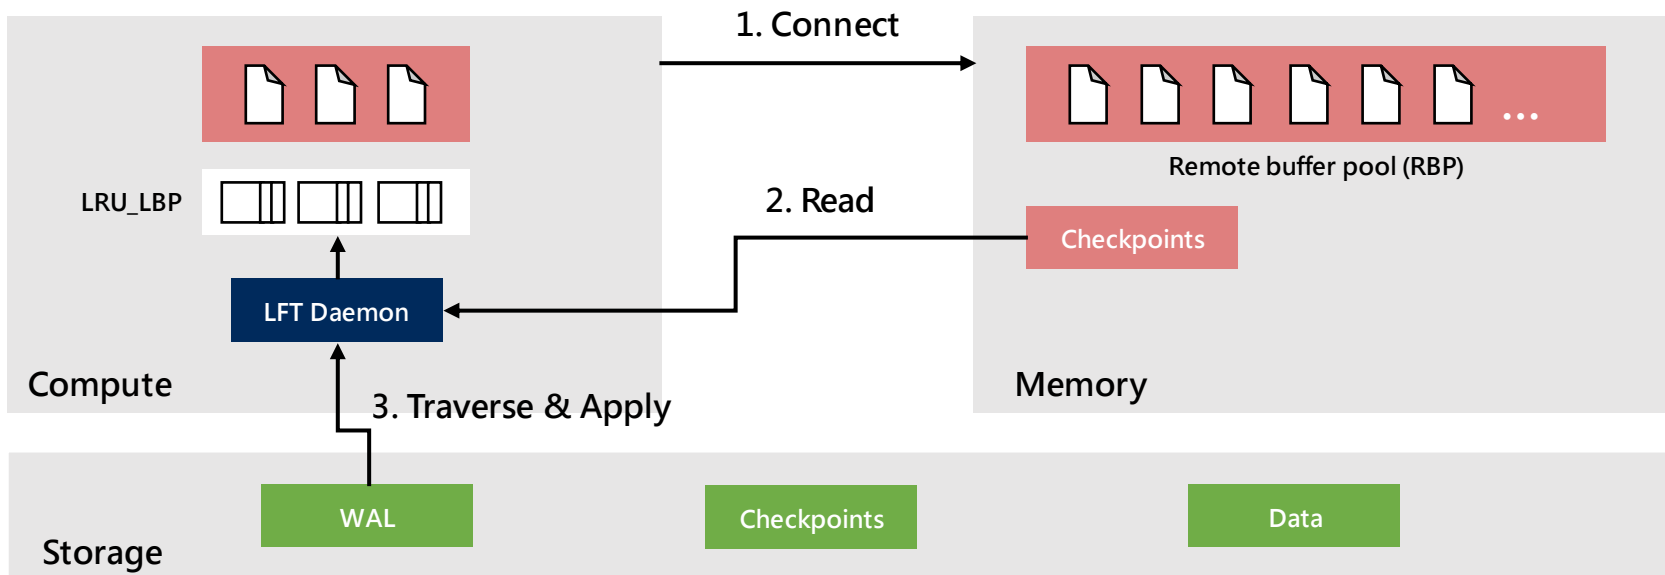 1. Connect
Remote buffer pool (RBP)
LRU_LBP
2. Read
Checkpoints
LFT Daemon
Compute
Memory
3. Traverse & Apply
WAL
Checkpoints
Data
Storage
...